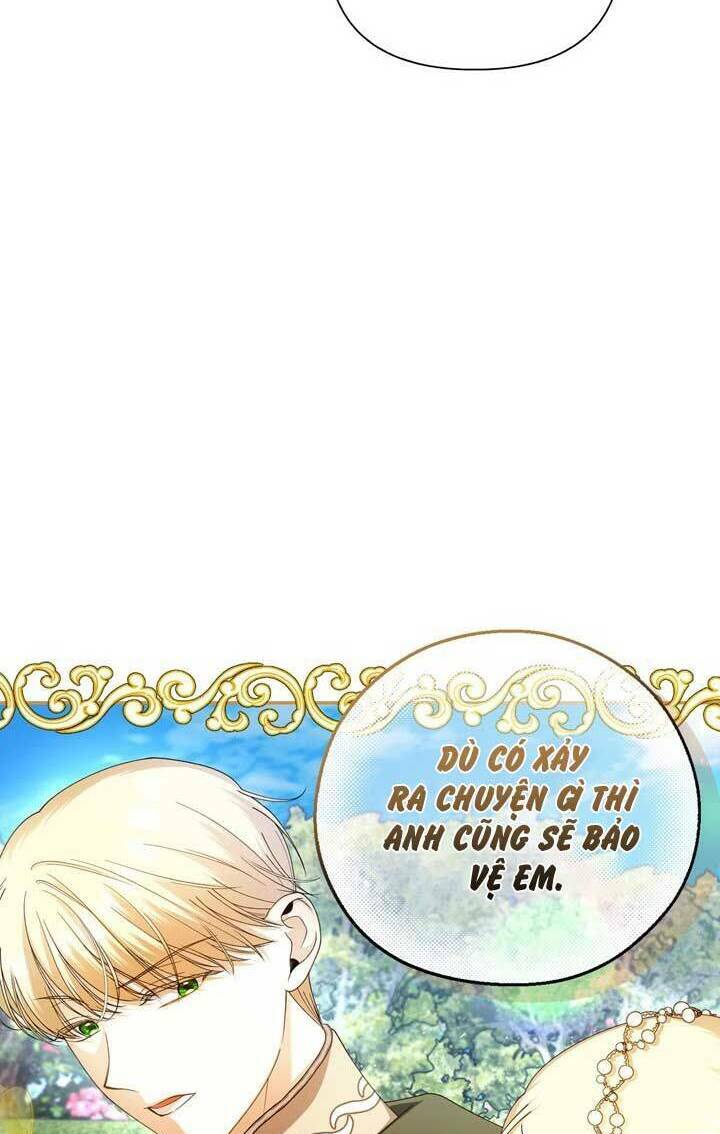 DÙ CÓ XẢY
RA CHUYỆN GÌ THÌ
ANH CŨNG SẼ BẢO
VỆ EM.